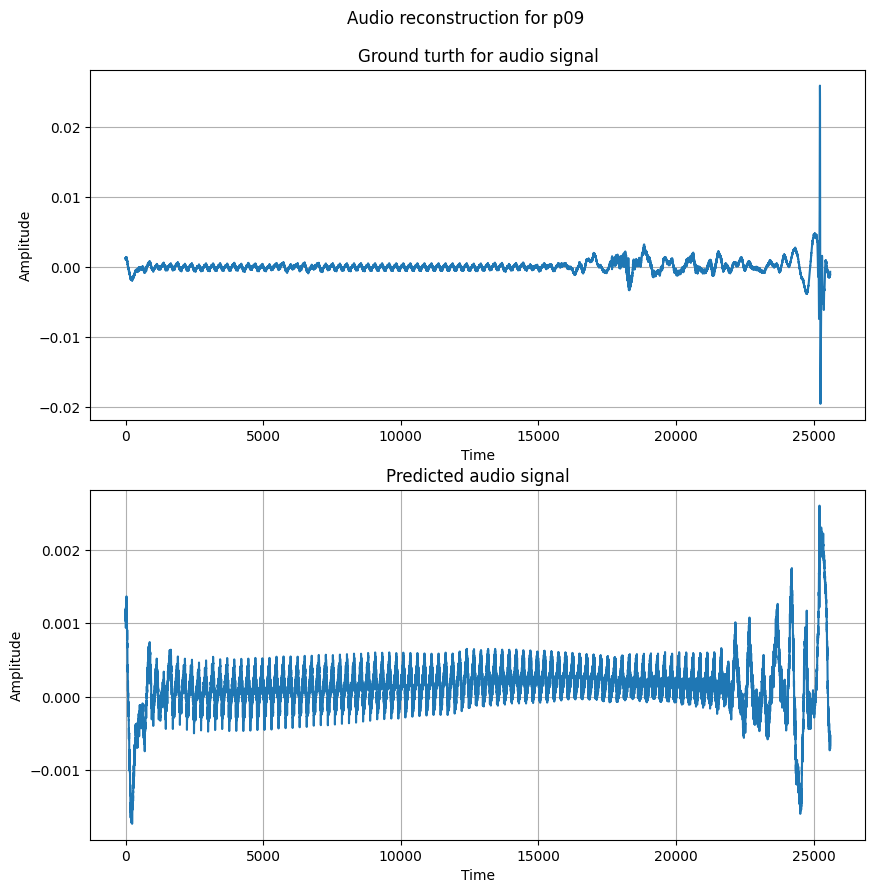 Audio reconstruction for p09
Ground turth for audio signal
0.02
0.01
0.00
−0.01
−0.02
Amplitude
0 5000 10000 15000 20000 25000
Time
Predicted audio signal
0.002
0.001
0.000
−0.001
Amplitude
0 5000 10000 15000 20000 25000
Time